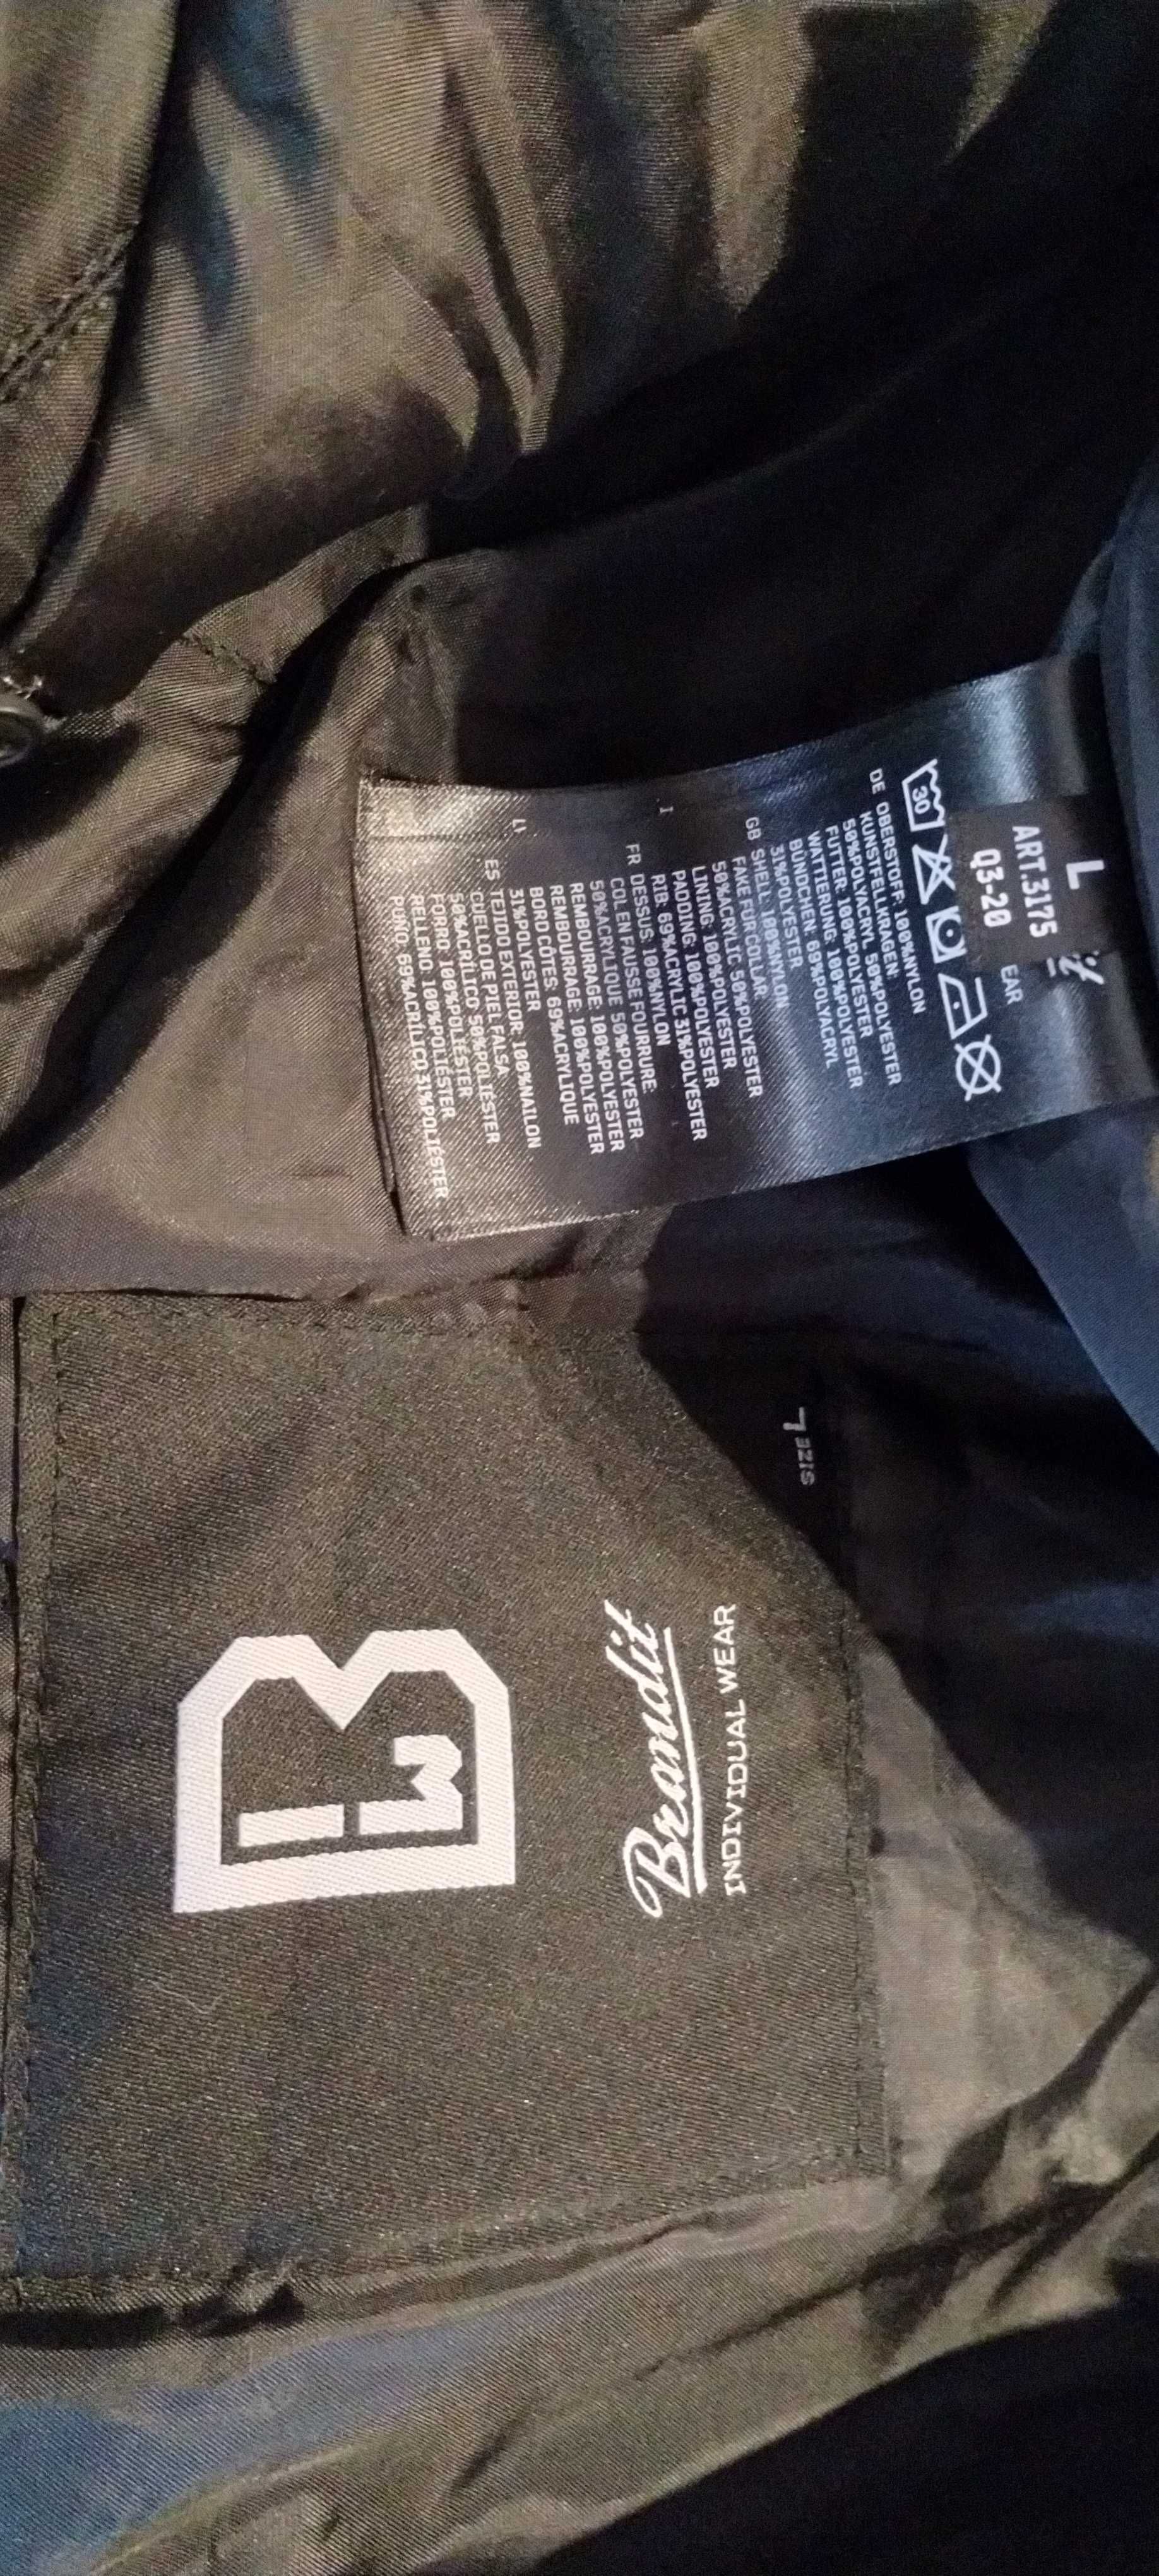 L
ART.3175
Q3-20
EAR
30
DE OBERSTOFF: 100%NYLON
KUNSTFELLKRAGEN:
50%POLYACRYL 50%POLYESTER
FUTTER: 100%POLYESTER
WATTIERUNG: 100%POLYESTER
BÜNDCHEN: 69%POLYACRYL
31%POLYESTER
GB SHELL: 100%NYLON
FAKE FUR COLLAR
50%ACRYLIC 50%POLYESTER
LINING: 100%POLYESTER
PADDING: 100%POLYESTER
RIB: 69%ACRYLIC 31%POLYESTER
FR DESSUS: 100%NYLON
COL EN FAUSSE FOURRURE:
50%ACRYLIQUE 50%POLYESTER
REMBOURRAGE: 100%POLYESTER
REMBOURRAGE: 100%POLYESTER
BORD CÔTES: 69%ACRYLIQUE
31%POLYESTER
ES TEJIDO EXTERIOR: 100%NAILON
CUELLO DE PIEL FALSA
50%ACRÍLICO 50%POLIÉSTER
FORRO: 100%POLIÉSTER
RELLENO: 100%POLIÉSTER
PUÑO: 69%ACRÍLICO 31%POLIÉSTER
B
Brandit
INDIVIDUAL WEAR
SIZE L